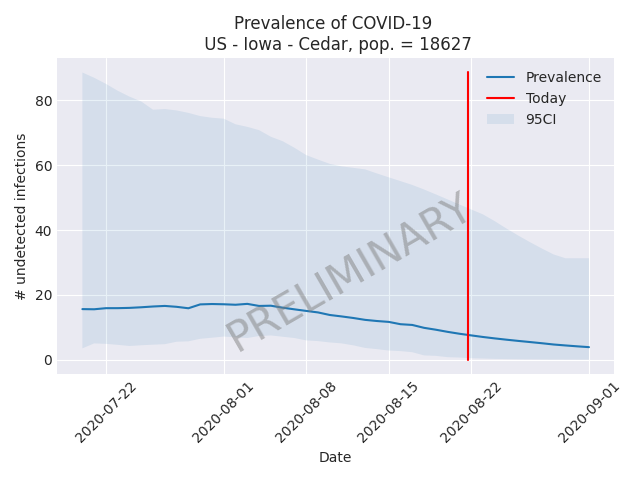 Prevalence of COVID-19
US - Iowa - Cedar, pop. = 18627
Prevalence
Today
95CI
PRELIMINARY
# undetected infections
80
60
40
20
0
2020-07-22
2020-08-01
2020-08-08
2020-08-15
2020-08-22
2020-09-01
Date